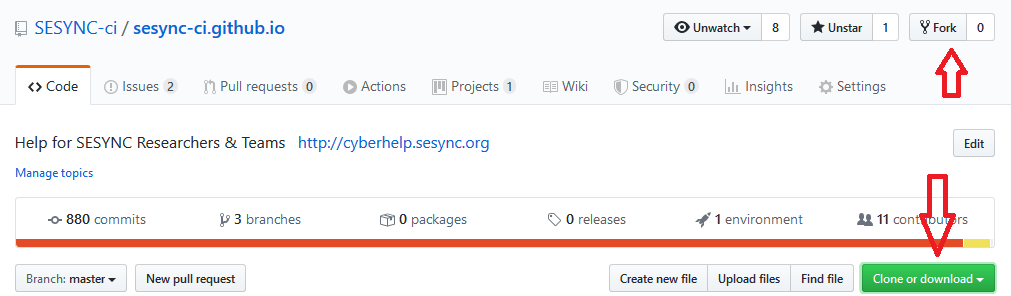 SESYNC-ci / sesync-ci.github.io Unwatch 8 Unstar 1 Fork 0
Code Issues 2 Pull requests 0 Actions Projects 1 Wiki Security 0 Insights Settings
Help for SESYNC Researchers & Teams http://cyberhelp.sesync.org Edit
Manage topics
880 commits 3 branches 0 packages 0 releases 1 environment 11 contributors
Branch: master New pull request Create new file Upload files Find file Clone or download